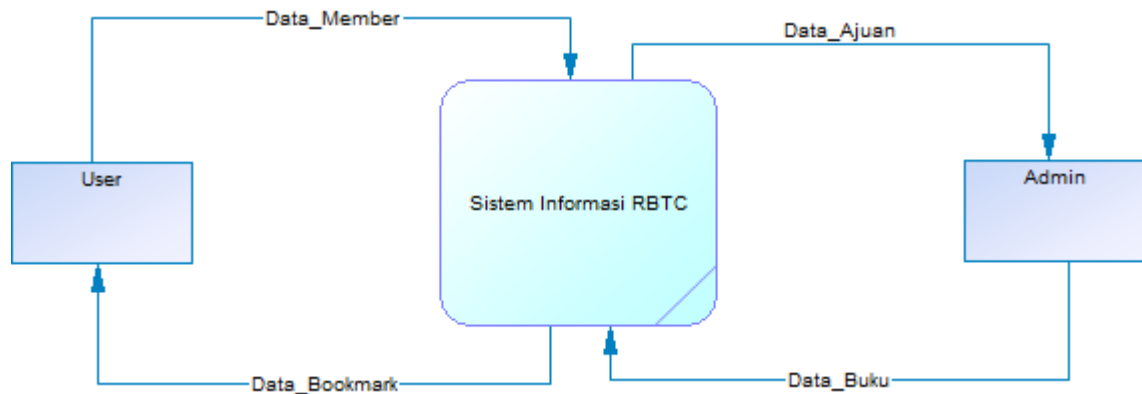 Data_Member
Data_Ajuan
User
Sistem Informasi RBTC
Admin
Data_Bookmark
Data_Buku